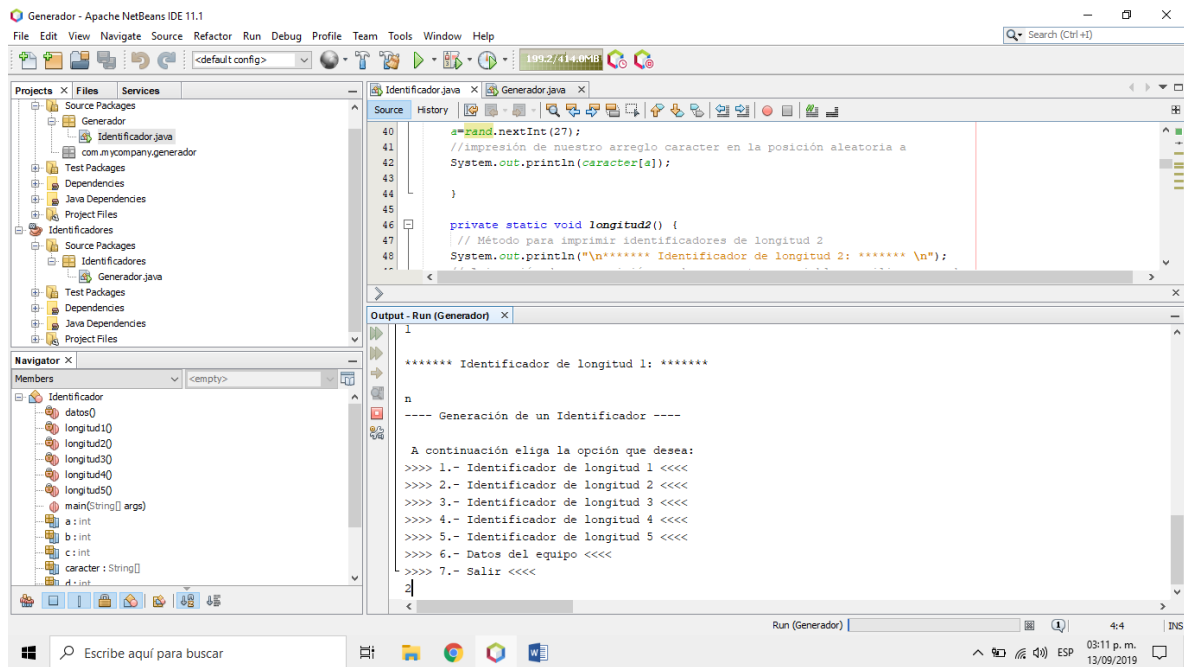 Generador - Apache NetBeans IDE 11.1
File Edit View Navigate Source Refactor Run Debug Profile Team Tools Window Help
Search (Ctrl+I)
<default config>
199.2/414.0MB
Projects Files Services
Source Packages
Generador
Identificador.java
com.mycompany.generador
Test Packages
Dependencies
Java Dependencies
Project Files
Identificadores
Source Packages
Identificadores
Generador.java
Test Packages
Dependencies
Java Dependencies
Project Files
Navigator
Members
<empty>
Identificador
datos()
longitud1()
longitud2()
longitud3()
longitud4()
longitud5()
main(String[] args)
a : int
b : int
c : int
caracter : String[]
d : int
Identificador.java Generador.java
Source History
40 a=rand.nextInt(27);
41 //impresión de nuestro arreglo caracter en la posición aleatoria a
42 System.out.println(caracter[a]);
43
44 }
45
46 private static void longitud2() {
47 // Método para imprimir identificadores de longitud 2
48 System.out.println("\n******* Identificador de longitud 2: ******* \n");
Output - Run (Generador)
1
******* Identificador de longitud 1: *******
n
---- Generación de un Identificador ----
A continuación eliga la opción que desea:
>>>> 1.- Identificador de longitud 1 <<<<
>>>> 2.- Identificador de longitud 2 <<<<
>>>> 3.- Identificador de longitud 3 <<<<
>>>> 4.- Identificador de longitud 4 <<<<
>>>> 5.- Identificador de longitud 5 <<<<
>>>> 6.- Datos del equipo <<<<
>>>> 7.- Salir <<<<
2
Run (Generador)
1
4:4
INS
Escribe aquí para buscar
ESP
03:11 p. m.
13/09/2019